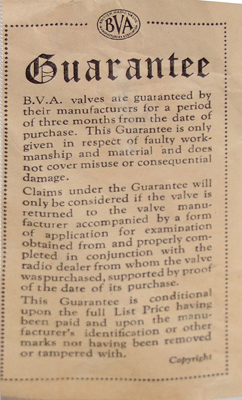 BVA
Guarantee
B.V.A. valves are guaranteed by
their manufacturers for a period
of three months from the date of
purchase. This Guarantee is only
given in respect of faulty work-
manship and material and does
not cover misuse or consequential
damage.
Claims under the Guarantee will
only be considered if the valve is
returned to the valve manu-
facturer accompanied by a form
of application for examination
obtained from and properly com-
pleted in conjunction with the
radio dealer from whom the valve
was purchased, supported by proof
of the date of its purchase.
This Guarantee is conditional
upon the full List Price having
been paid and upon the manu-
facturer's identification or other
marks not having been removed
or tampered with.
Copyright